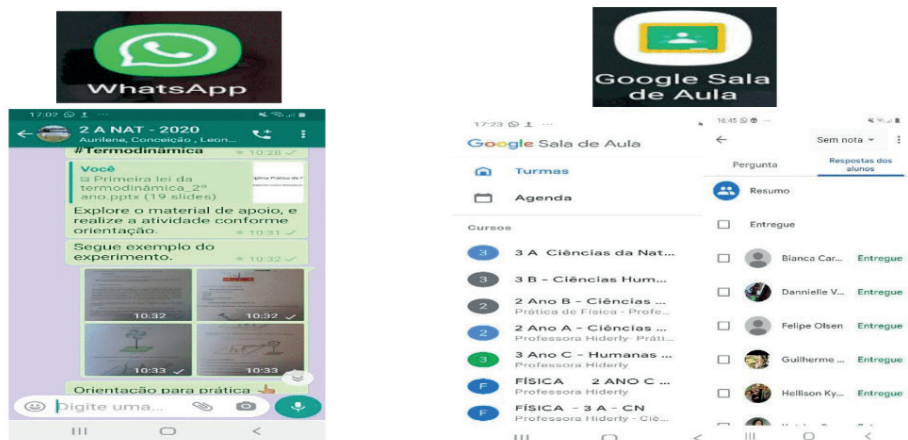 WhatsApp
17:02
2 A NAT - 2020
Aurilene, Conceição , Leon...
#Termodinâmica
10:28
Você
Primeira lei da
termodinâmica_2º
ano.pptx (19 slides)
Explore o material de apoio, e
realize a atividade conforme
orientação.
10:31
Segue exemplo do
experimento.
10:32
10:32
10:32
10:33
10:33
Orientação para prática
Digite uma...
Google Sala
de Aula
17:23
Google Sala de Aula
Turmas
Agenda
Cursos
3
3 A Ciências da Nat...
3
3 B - Ciências Hum...
2
2 Ano B - Ciências ...
Prática de Física - Profe...
2
2 Ano A - Ciências ...
Professora Hiderly- Práti...
3
3 Ano C - Humanas ...
Professora Hiderly
F
FÍSICA 2 ANO C ...
Professora Hiderly
F
FÍSICA - 3 A - CN
Professora Hiderly - Ciê...
16:45
Sem nota
Pergunta
Respostas dos
alunos
Resumo
Entregue
Bianca Car... Entregue
Dannielle V... Entregue
Felipe Olsen Entregue
Guilherme ... Entregue
Hellison Ky... Entregue